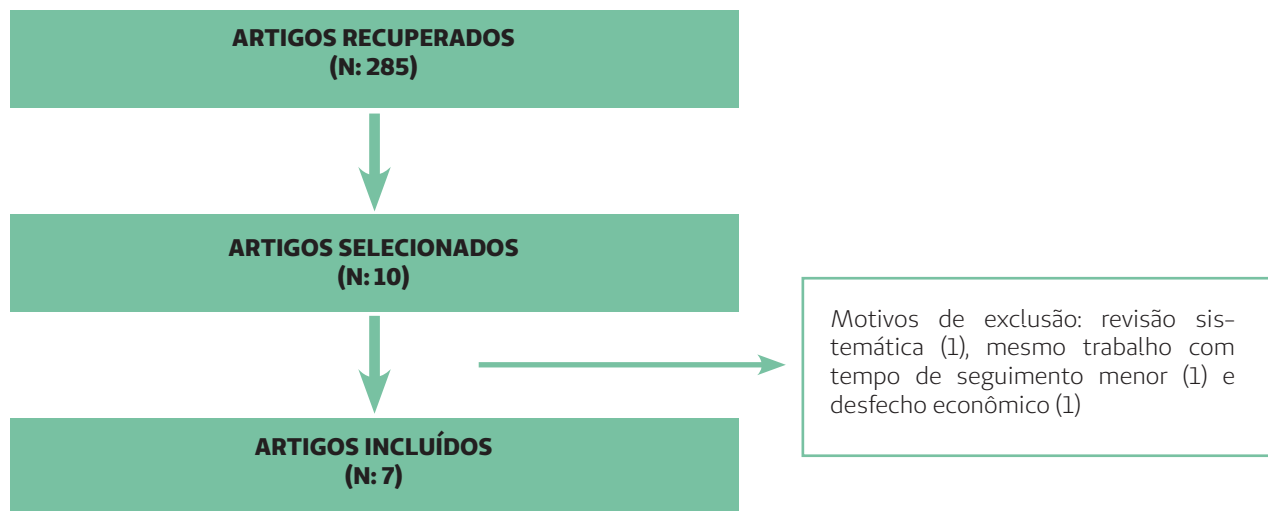 ARTIGOS RECUPERADOS
(N: 285)
ARTIGOS SELECIONADOS
(N: 10)
Motivos de exclusão: revisão sis-
temática (1), mesmo trabalho com
tempo de seguimento menor (1) e
desfecho econômico (1)
ARTIGOS INCLUÍDOS
(N: 7)